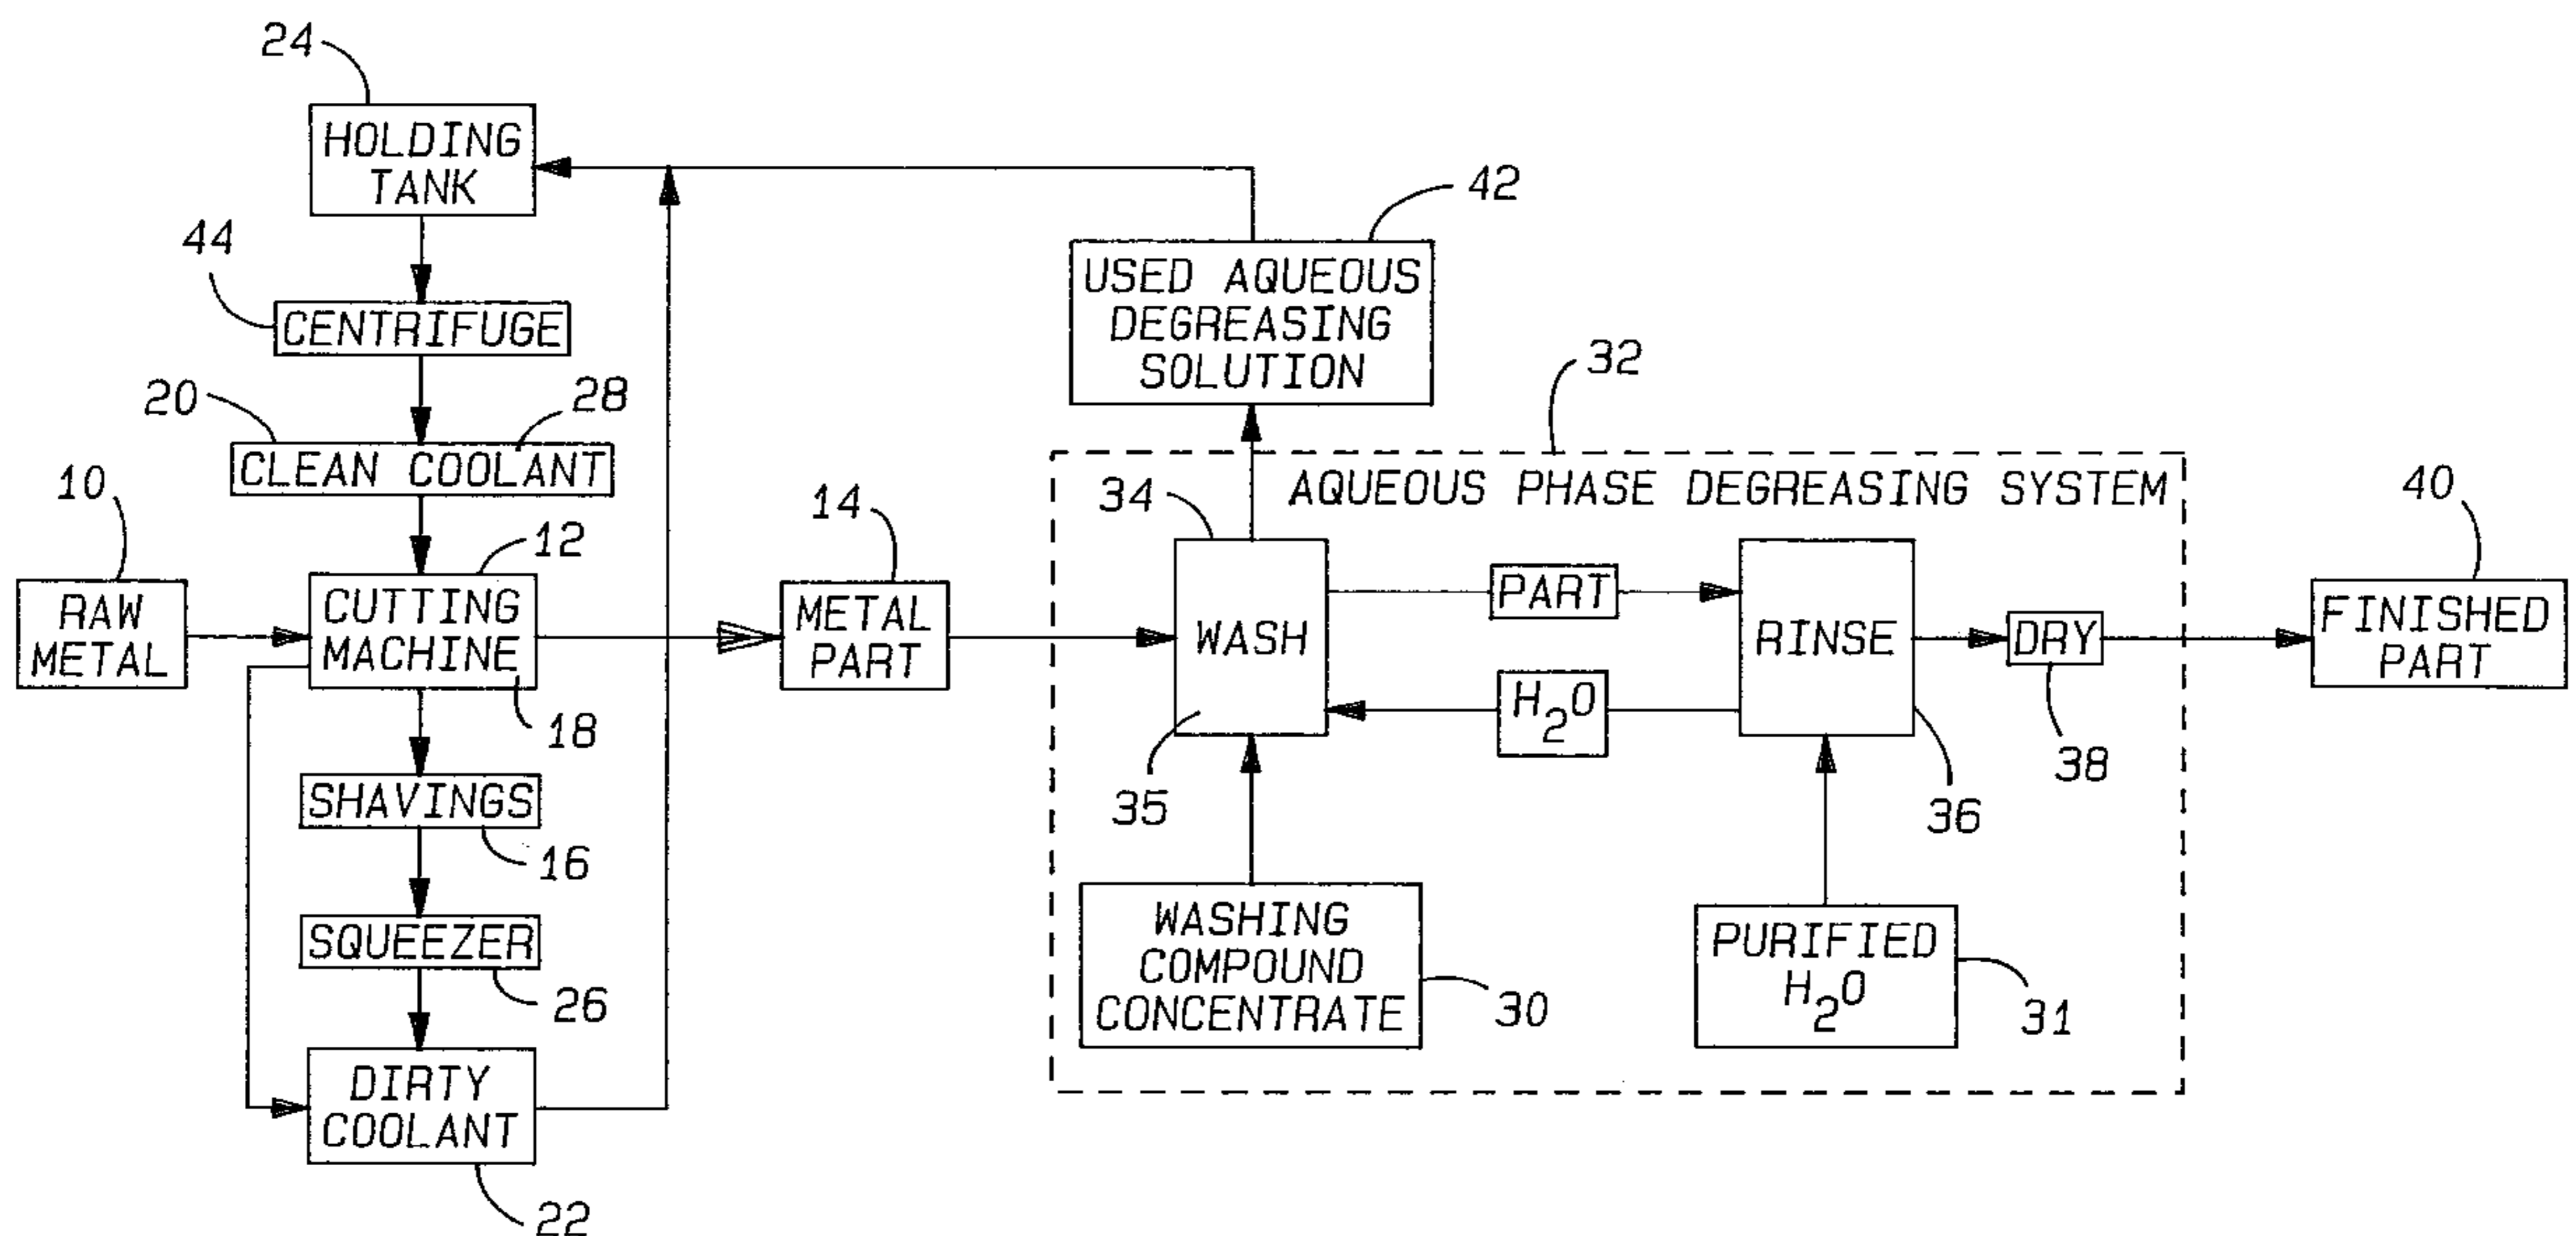 24
HOLDING
TANK
42
44
USED AQUEOUS
DEGREASING
SOLUTION
CENTRIFUGE
32
20
28
CLEAN COOLANT
10
34
AQUEOUS PHASE DEGREASING SYSTEM
40
14
12
RAW
METAL
CUTTING
MACHINE
METAL
PART
WASH
PART
RINSE
DRY
FINISHED
PART
H2O
18
38
35
36
SHAVINGS
16
WASHING
COMPOUND
CONCENTRATE
PURIFIED
H2O
SQUEEZER
26
30
31
DIRTY
COOLANT
22